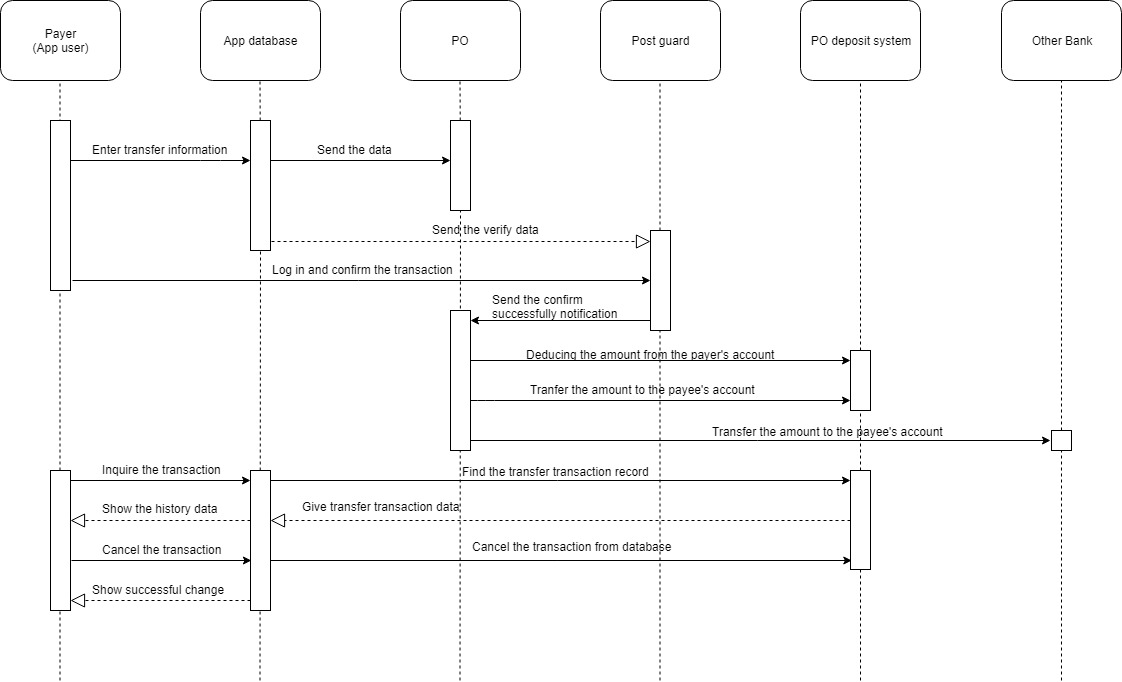 Payer
(App user)
App database
PO
Post guard
PO deposit system
Other Bank
Enter transfer information
Send the data
Send the verify data
Log in and confirm the transaction
Send the confirm
successfully notification
Deducing the amount from the payer's account
Tranfer the amount to the payee's account
Transfer the amount to the payee's account
Inquire the transaction
Find the transfer transaction record
Show the history data
Give transfer transaction data
Cancel the transaction
Cancel the transaction from database
Show successful change